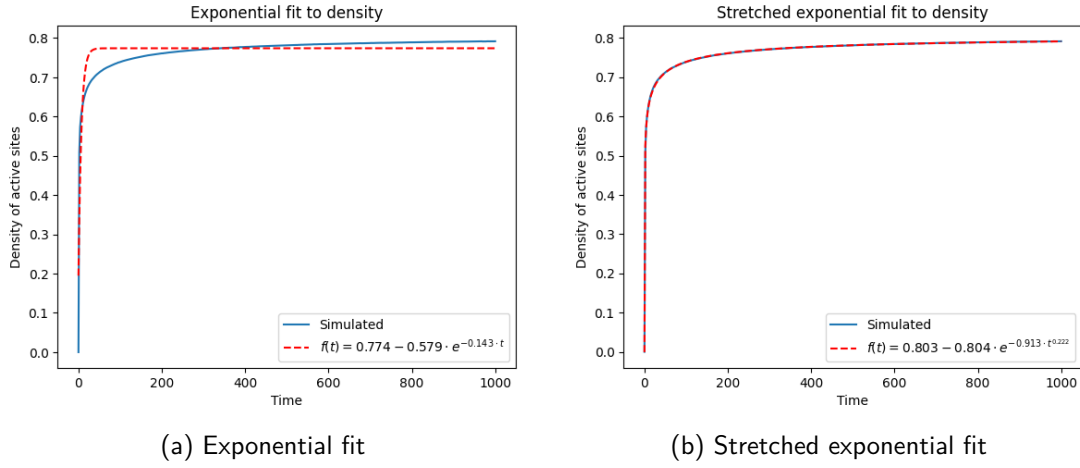 Exponential fit to density
Density of active sites
0.8
0.7
0.6
0.5
0.4
0.3
0.2
0.1
0.0
Simulated
f(t) = 0.774 − 0.579 · e^{−0.143 · t}
0 200 400 600 800 1000
Time
(a) Exponential fit
Stretched exponential fit to density
Density of active sites
0.8
0.7
0.6
0.5
0.4
0.3
0.2
0.1
0.0
Simulated
f(t) = 0.803 − 0.804 · e^{−0.913 · t^{0.222}}
0 200 400 600 800 1000
Time
(b) Stretched exponential fit